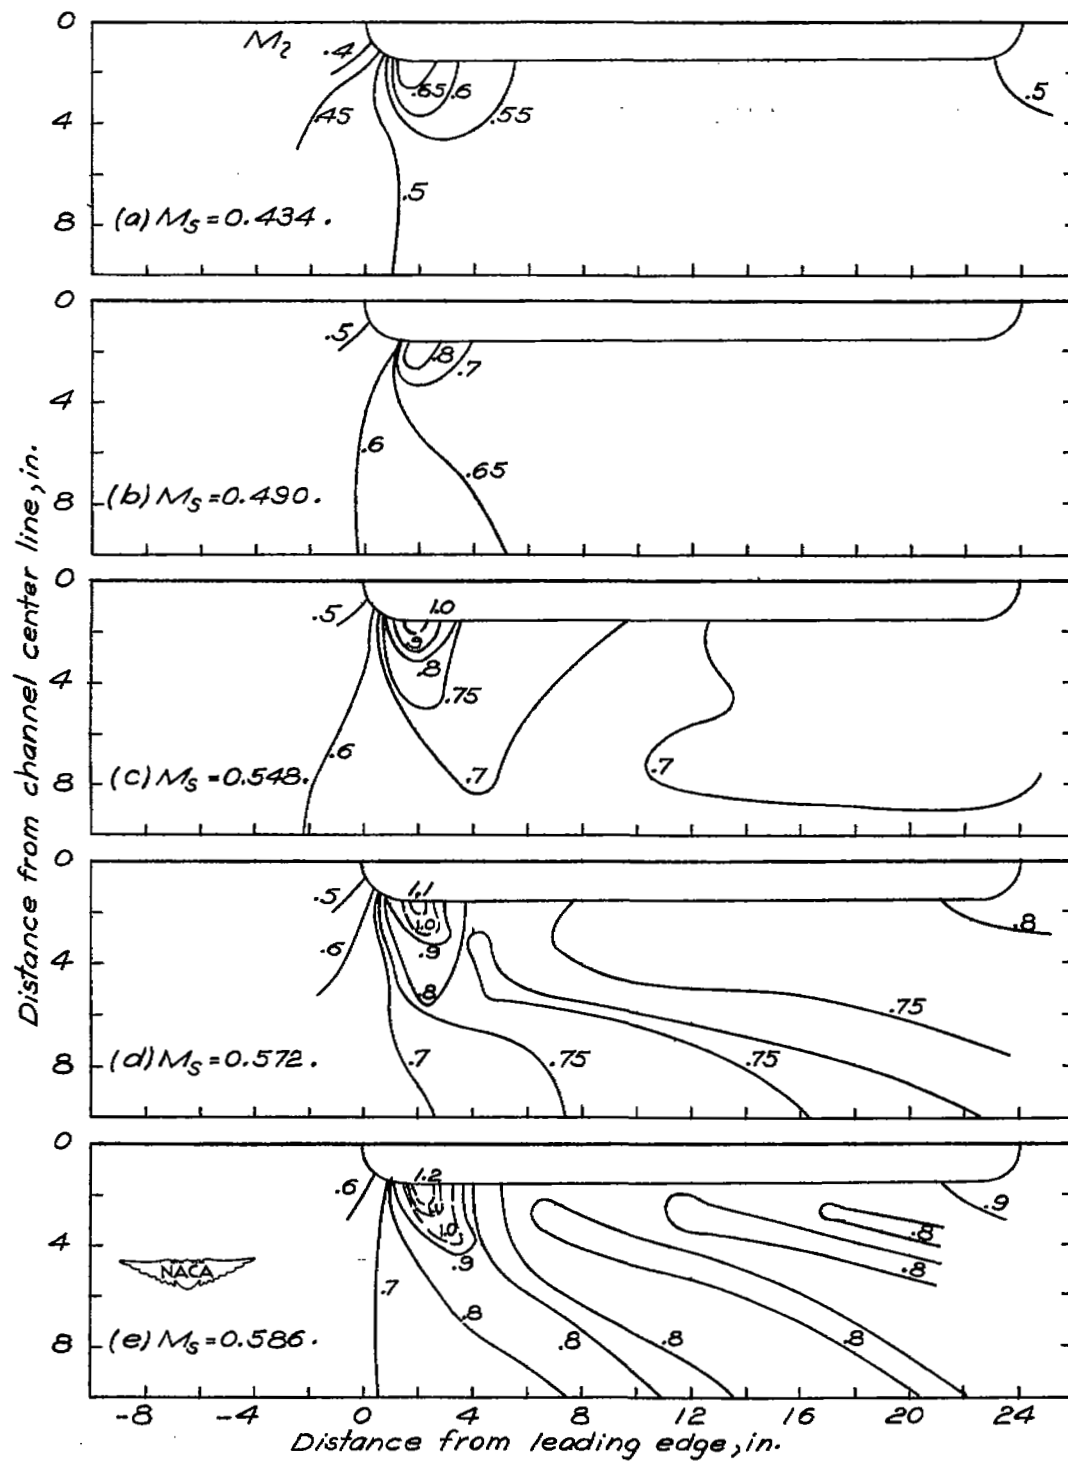 0
M₂ .4
.65 .6
.45 .55 .5
4
.5
8 (a) Mₛ=0.434.
0
.5
.8 .7
4
.6
.65
8 (b) Mₛ=0.490.
0
.5 1.0
.9
.8
4 .75
.6
.7 .7
8 (c) Mₛ=0.548.
0
.5 1.1
1.0 .8
.6 .9
4
.8
.75
.7 .75 .75
8 (d) Mₛ=0.572.
0
.6 1.2
.9
1.0 .8
4 .9 .8
NACA
.7
.8
.8 .8 .8
8 (e) Mₛ=0.586.
-8 -4 0 4 8 12 16 20 24
Distance from leading edge, in.
Distance from channel center line, in.